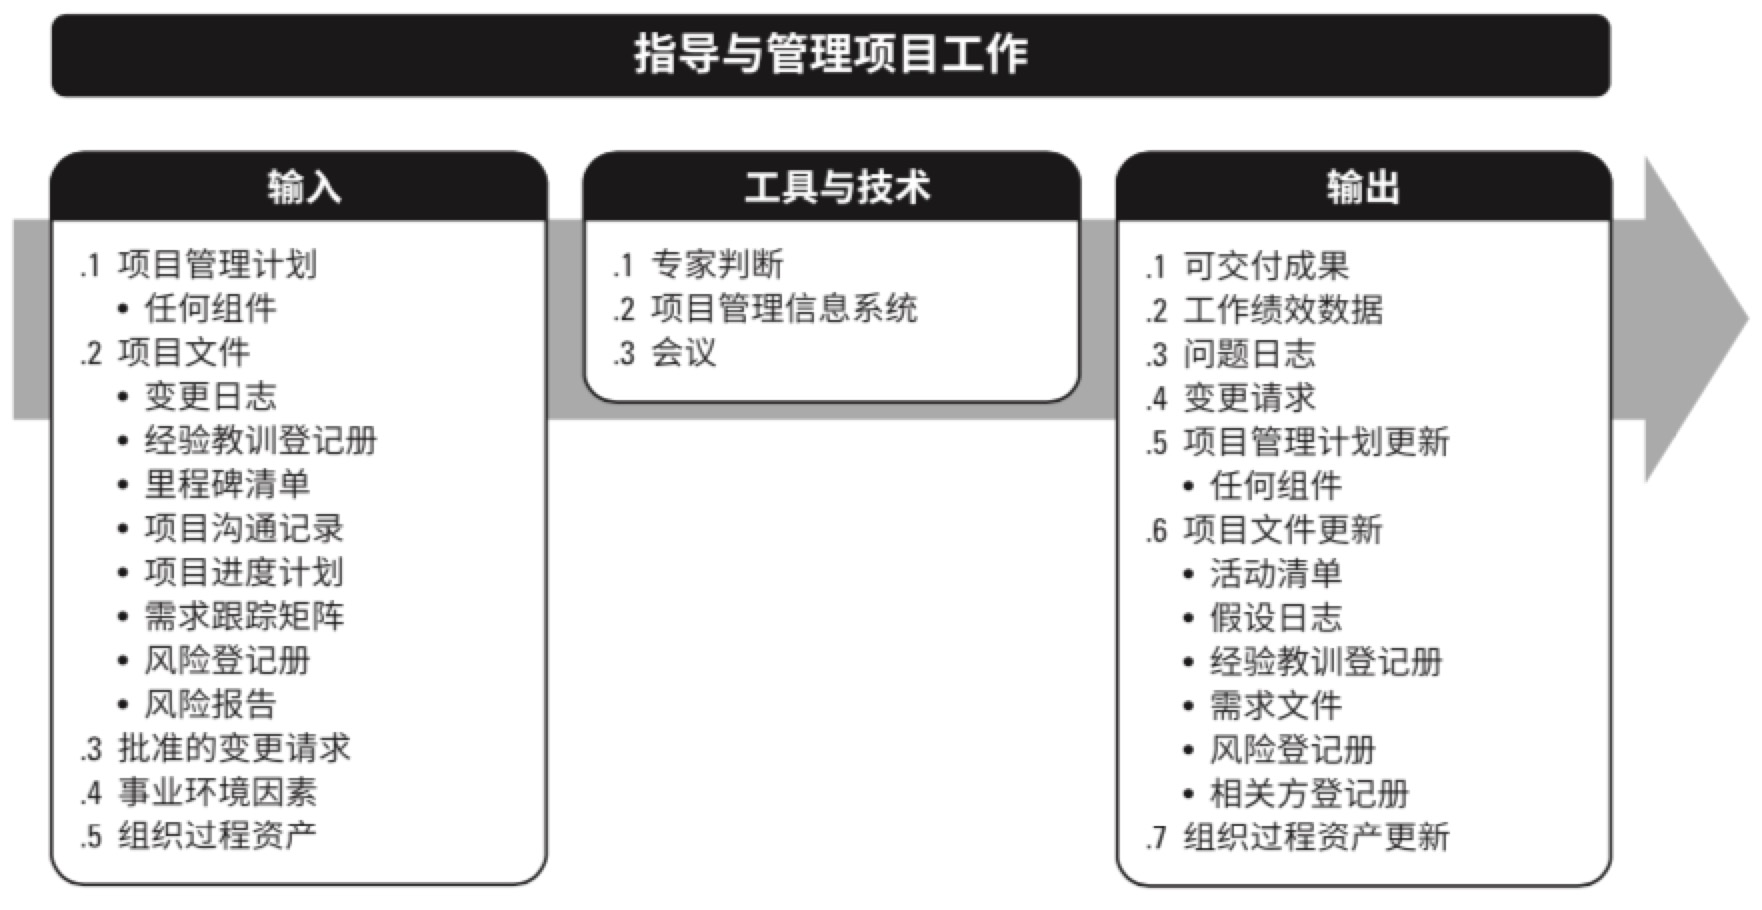 指导与管理项目工作
输入
.1 项目管理计划
• 任何组件
.2 项目文件
• 变更日志
• 经验教训登记册
• 里程碑清单
• 项目沟通记录
• 项目进度计划
• 需求跟踪矩阵
• 风险登记册
• 风险报告
.3 批准的变更请求
.4 事业环境因素
.5 组织过程资产
工具与技术
.1 专家判断
.2 项目管理信息系统
.3 会议
输出
.1 可交付成果
.2 工作绩效数据
.3 问题日志
.4 变更请求
.5 项目管理计划更新
• 任何组件
.6 项目文件更新
• 活动清单
• 假设日志
• 经验教训登记册
• 需求文件
• 风险登记册
• 相关方登记册
.7 组织过程资产更新